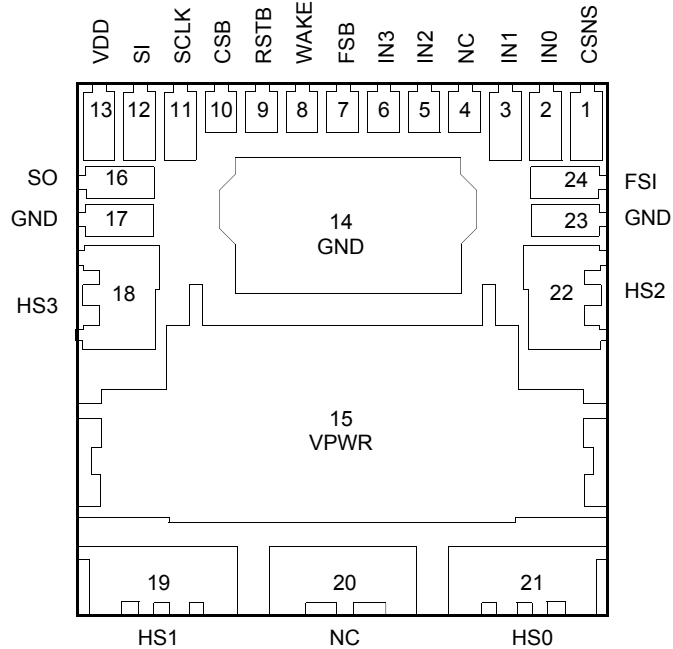 VDD SI SCLK CSB RSTB WAKE FSB IN3 IN2 NC IN1 IN0 CSNS
13 12 11 10 9 8 7 6 5 4 3 2 1
SO 16 24 FSI
GND 17 14 23 GND
GND
HS3 18 22 HS2
15
VPWR
19 20 21
HS1 NC HS0